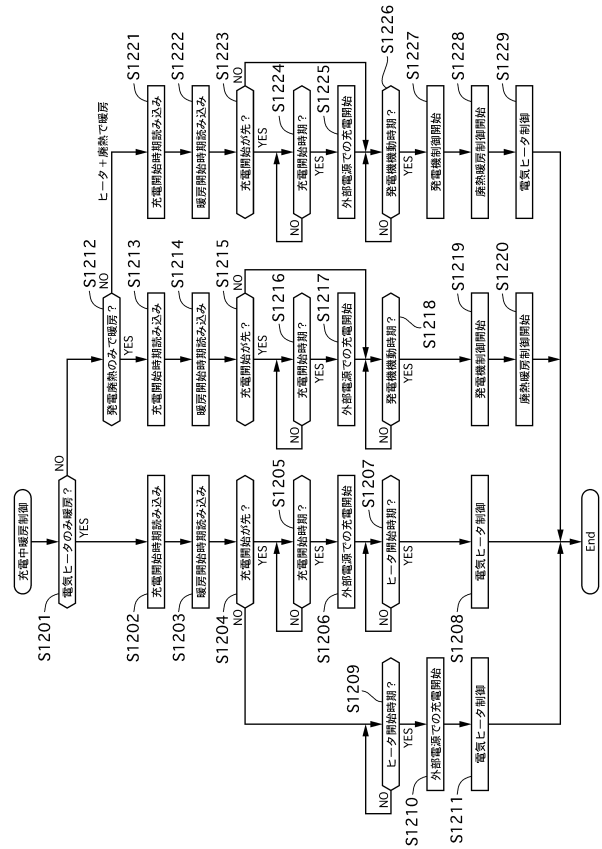 充電中暖房制御
S1201
電気ヒータのみ暖房？
YES
NO
S1202
充電開始時期読み込み
S1203
暖房開始時期読み込み
S1204
充電開始が先？
NO
YES
S1205
充電開始時期？
NO
YES
S1206
外部電源での充電開始
S1207
ヒータ開始時期？
NO
YES
S1208
電気ヒータ制御
S1209
ヒータ開始時期？
NO
YES
S1210
外部電源での充電開始
S1211
電気ヒータ制御
S1212
発電廃熱のみで暖房？
NO
YES
S1213
充電開始時期読み込み
S1214
暖房開始時期読み込み
S1215
充電開始が先？
NO
YES
S1216
充電開始時期？
NO
YES
S1217
外部電源での充電開始
S1218
発電機機動時期？
NO
YES
S1219
発電機制御開始
S1220
廃熱暖房制御開始
ヒータ＋廃熱で暖房
S1221
充電開始時期読み込み
S1222
暖房開始時期読み込み
S1223
充電開始が先？
NO
YES
S1224
充電開始時期？
NO
YES
S1225
外部電源での充電開始
S1226
発電機機動時期？
NO
YES
S1227
発電機制御開始
S1228
廃熱暖房制御開始
S1229
電気ヒータ制御
End